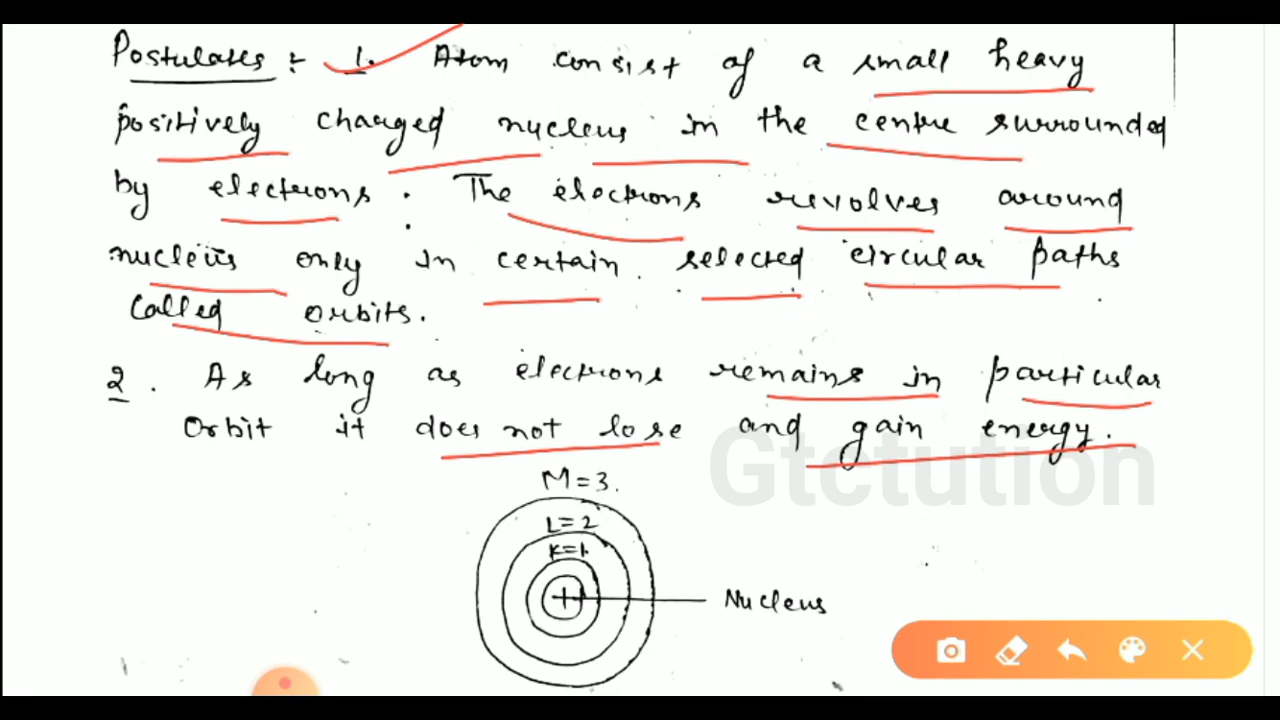 Postulates :- 1. Atom consist of a small heavy
positively charged nucleus in the centre surrounded
by electrons. The electrons revolves around
nucleus only in certain selected circular paths
called orbits.
2. As long as electrons remains in particular
Orbit it does not lose and gain energy.
Gtctution
M=3.
L=2
K=1.
+
Nucleus